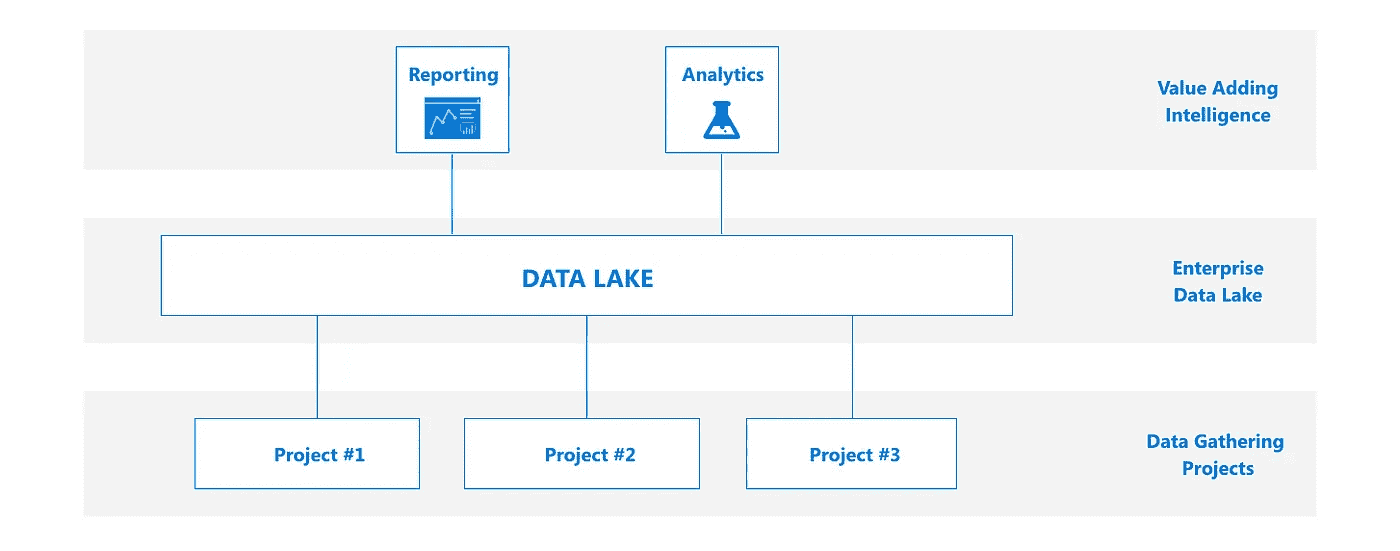 Reporting
Analytics
Value Adding
Intelligence
DATA LAKE
Enterprise
Data Lake
Project #1
Project #2
Project #3
Data Gathering
Projects